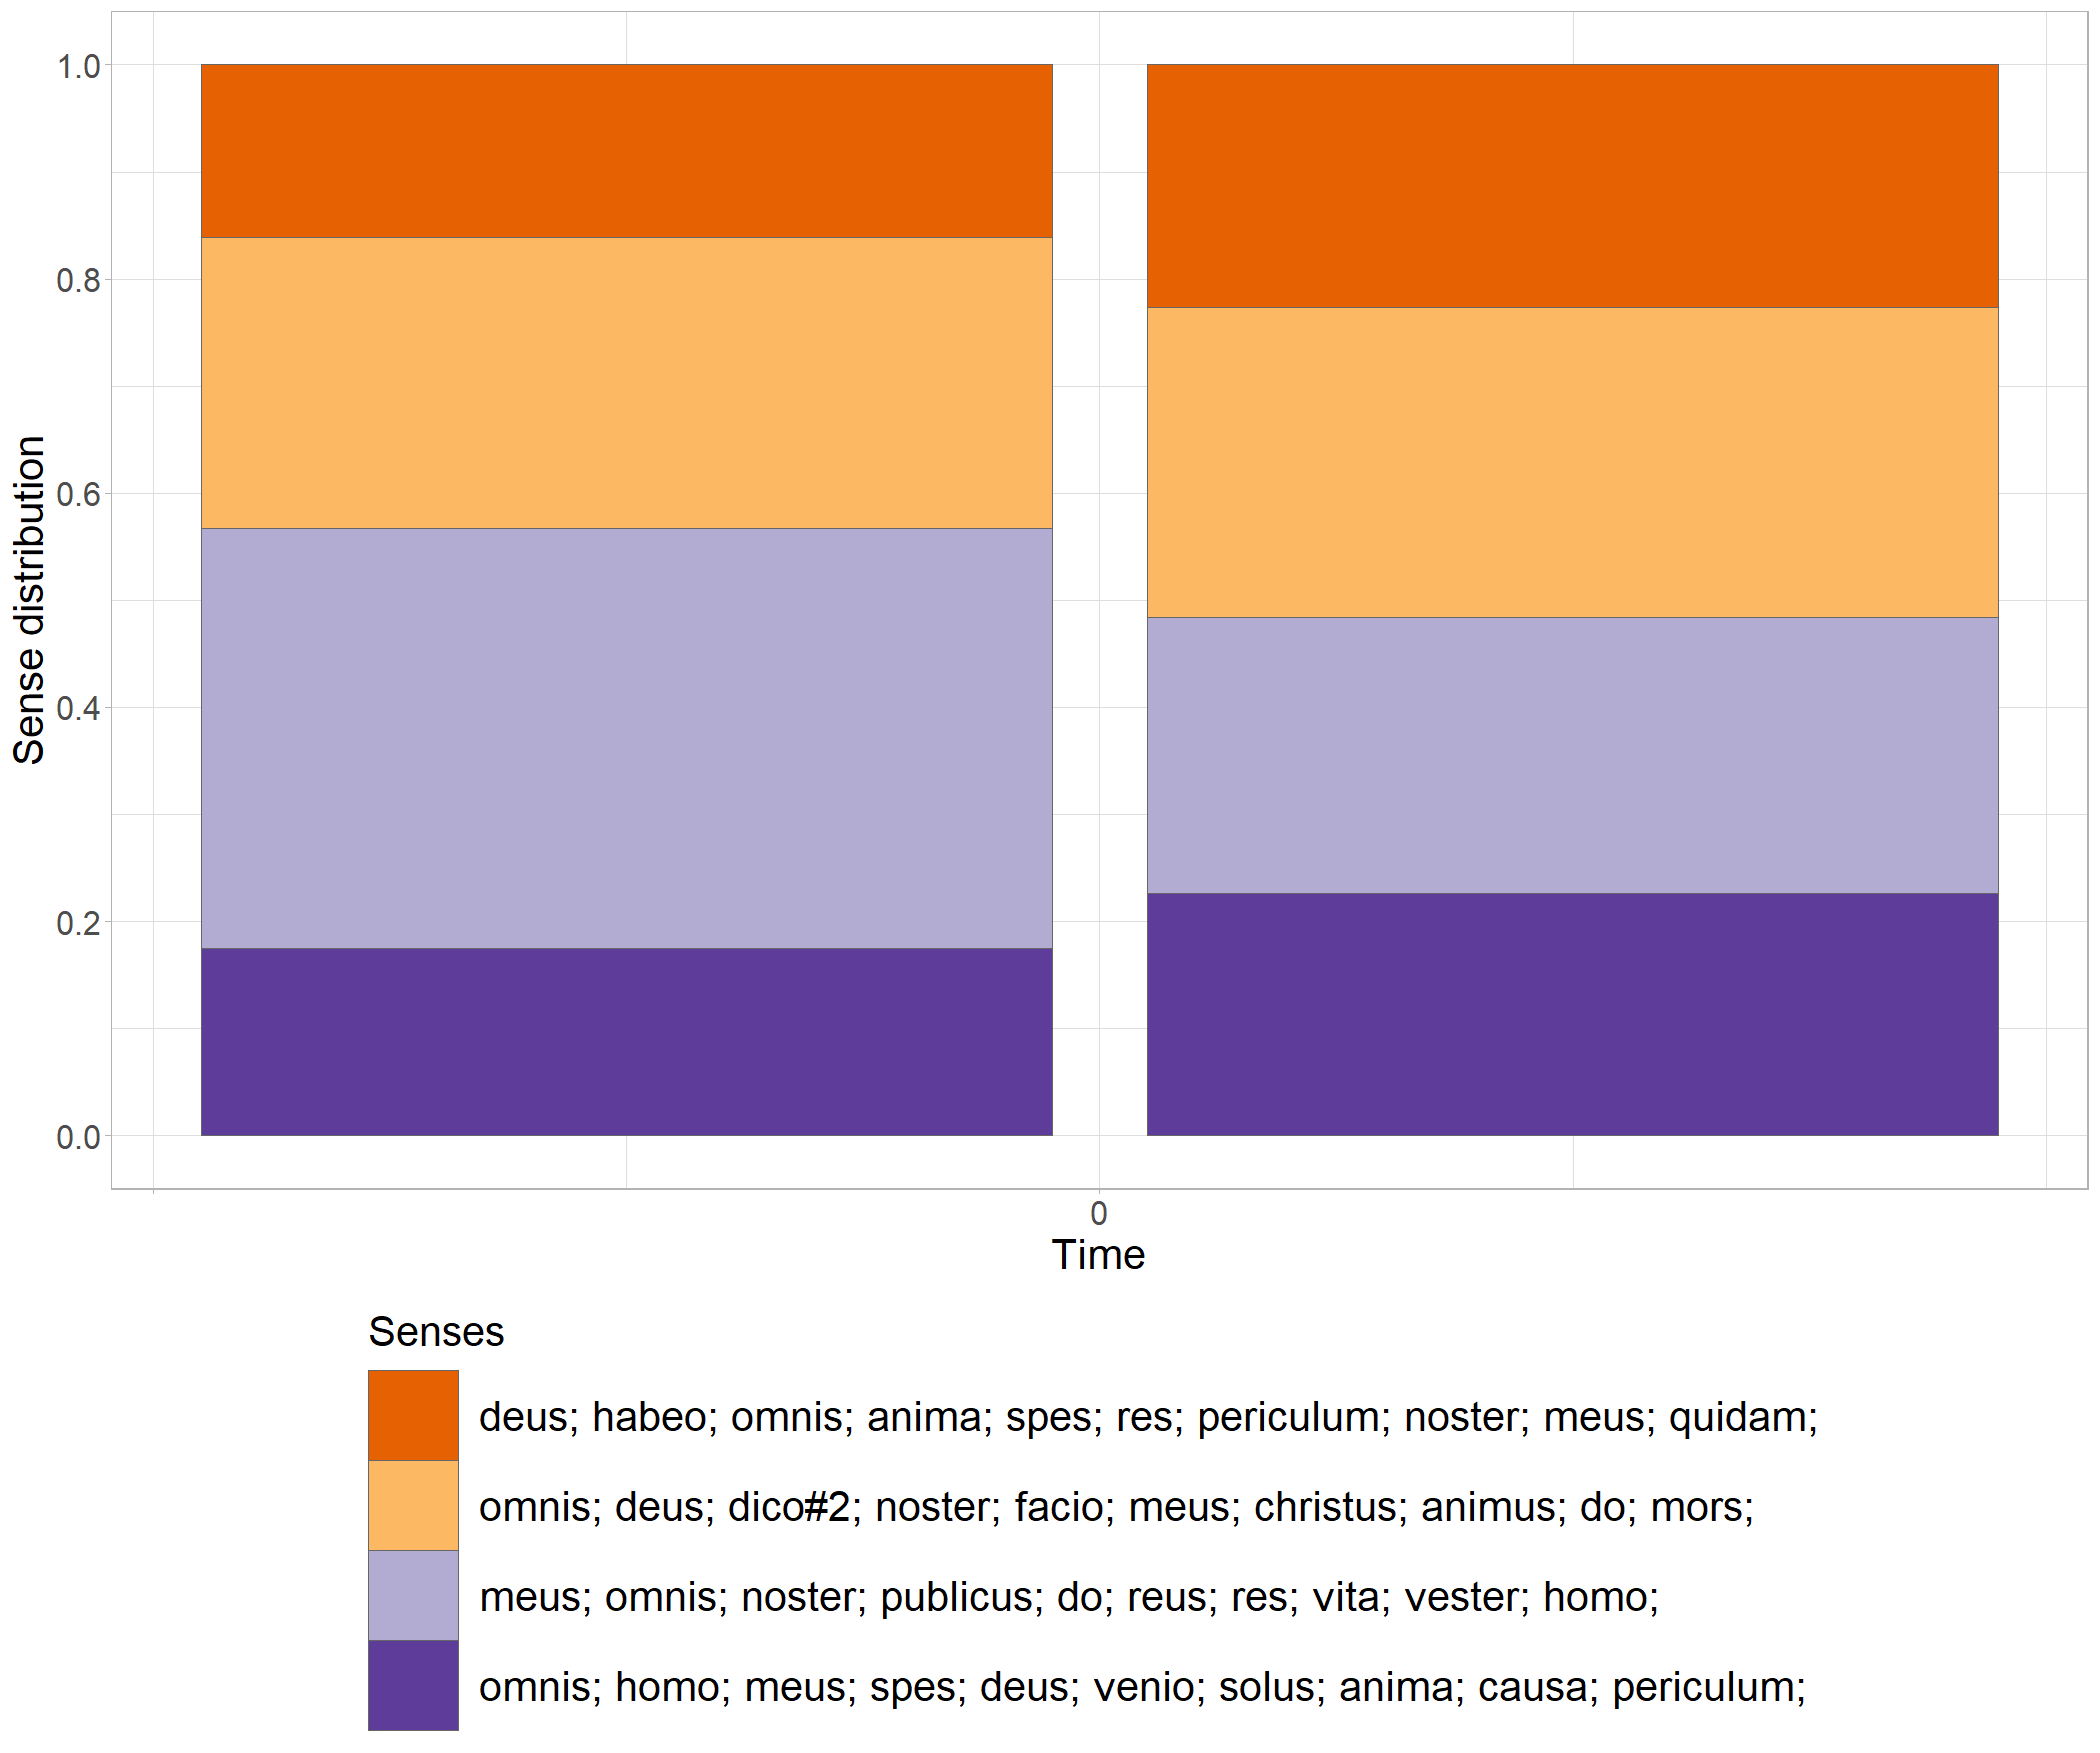 1.0
0.8
0.6
0.4
0.2
0.0
Sense distribution
0
Time
Senses
deus; habeo; omnis; anima; spes; res; periculum; noster; meus; quidam;
omnis; deus; dico#2; noster; facio; meus; christus; animus; do; mors;
meus; omnis; noster; publicus; do; reus; res; vita; vester; homo;
omnis; homo; meus; spes; deus; venio; solus; anima; causa; periculum;